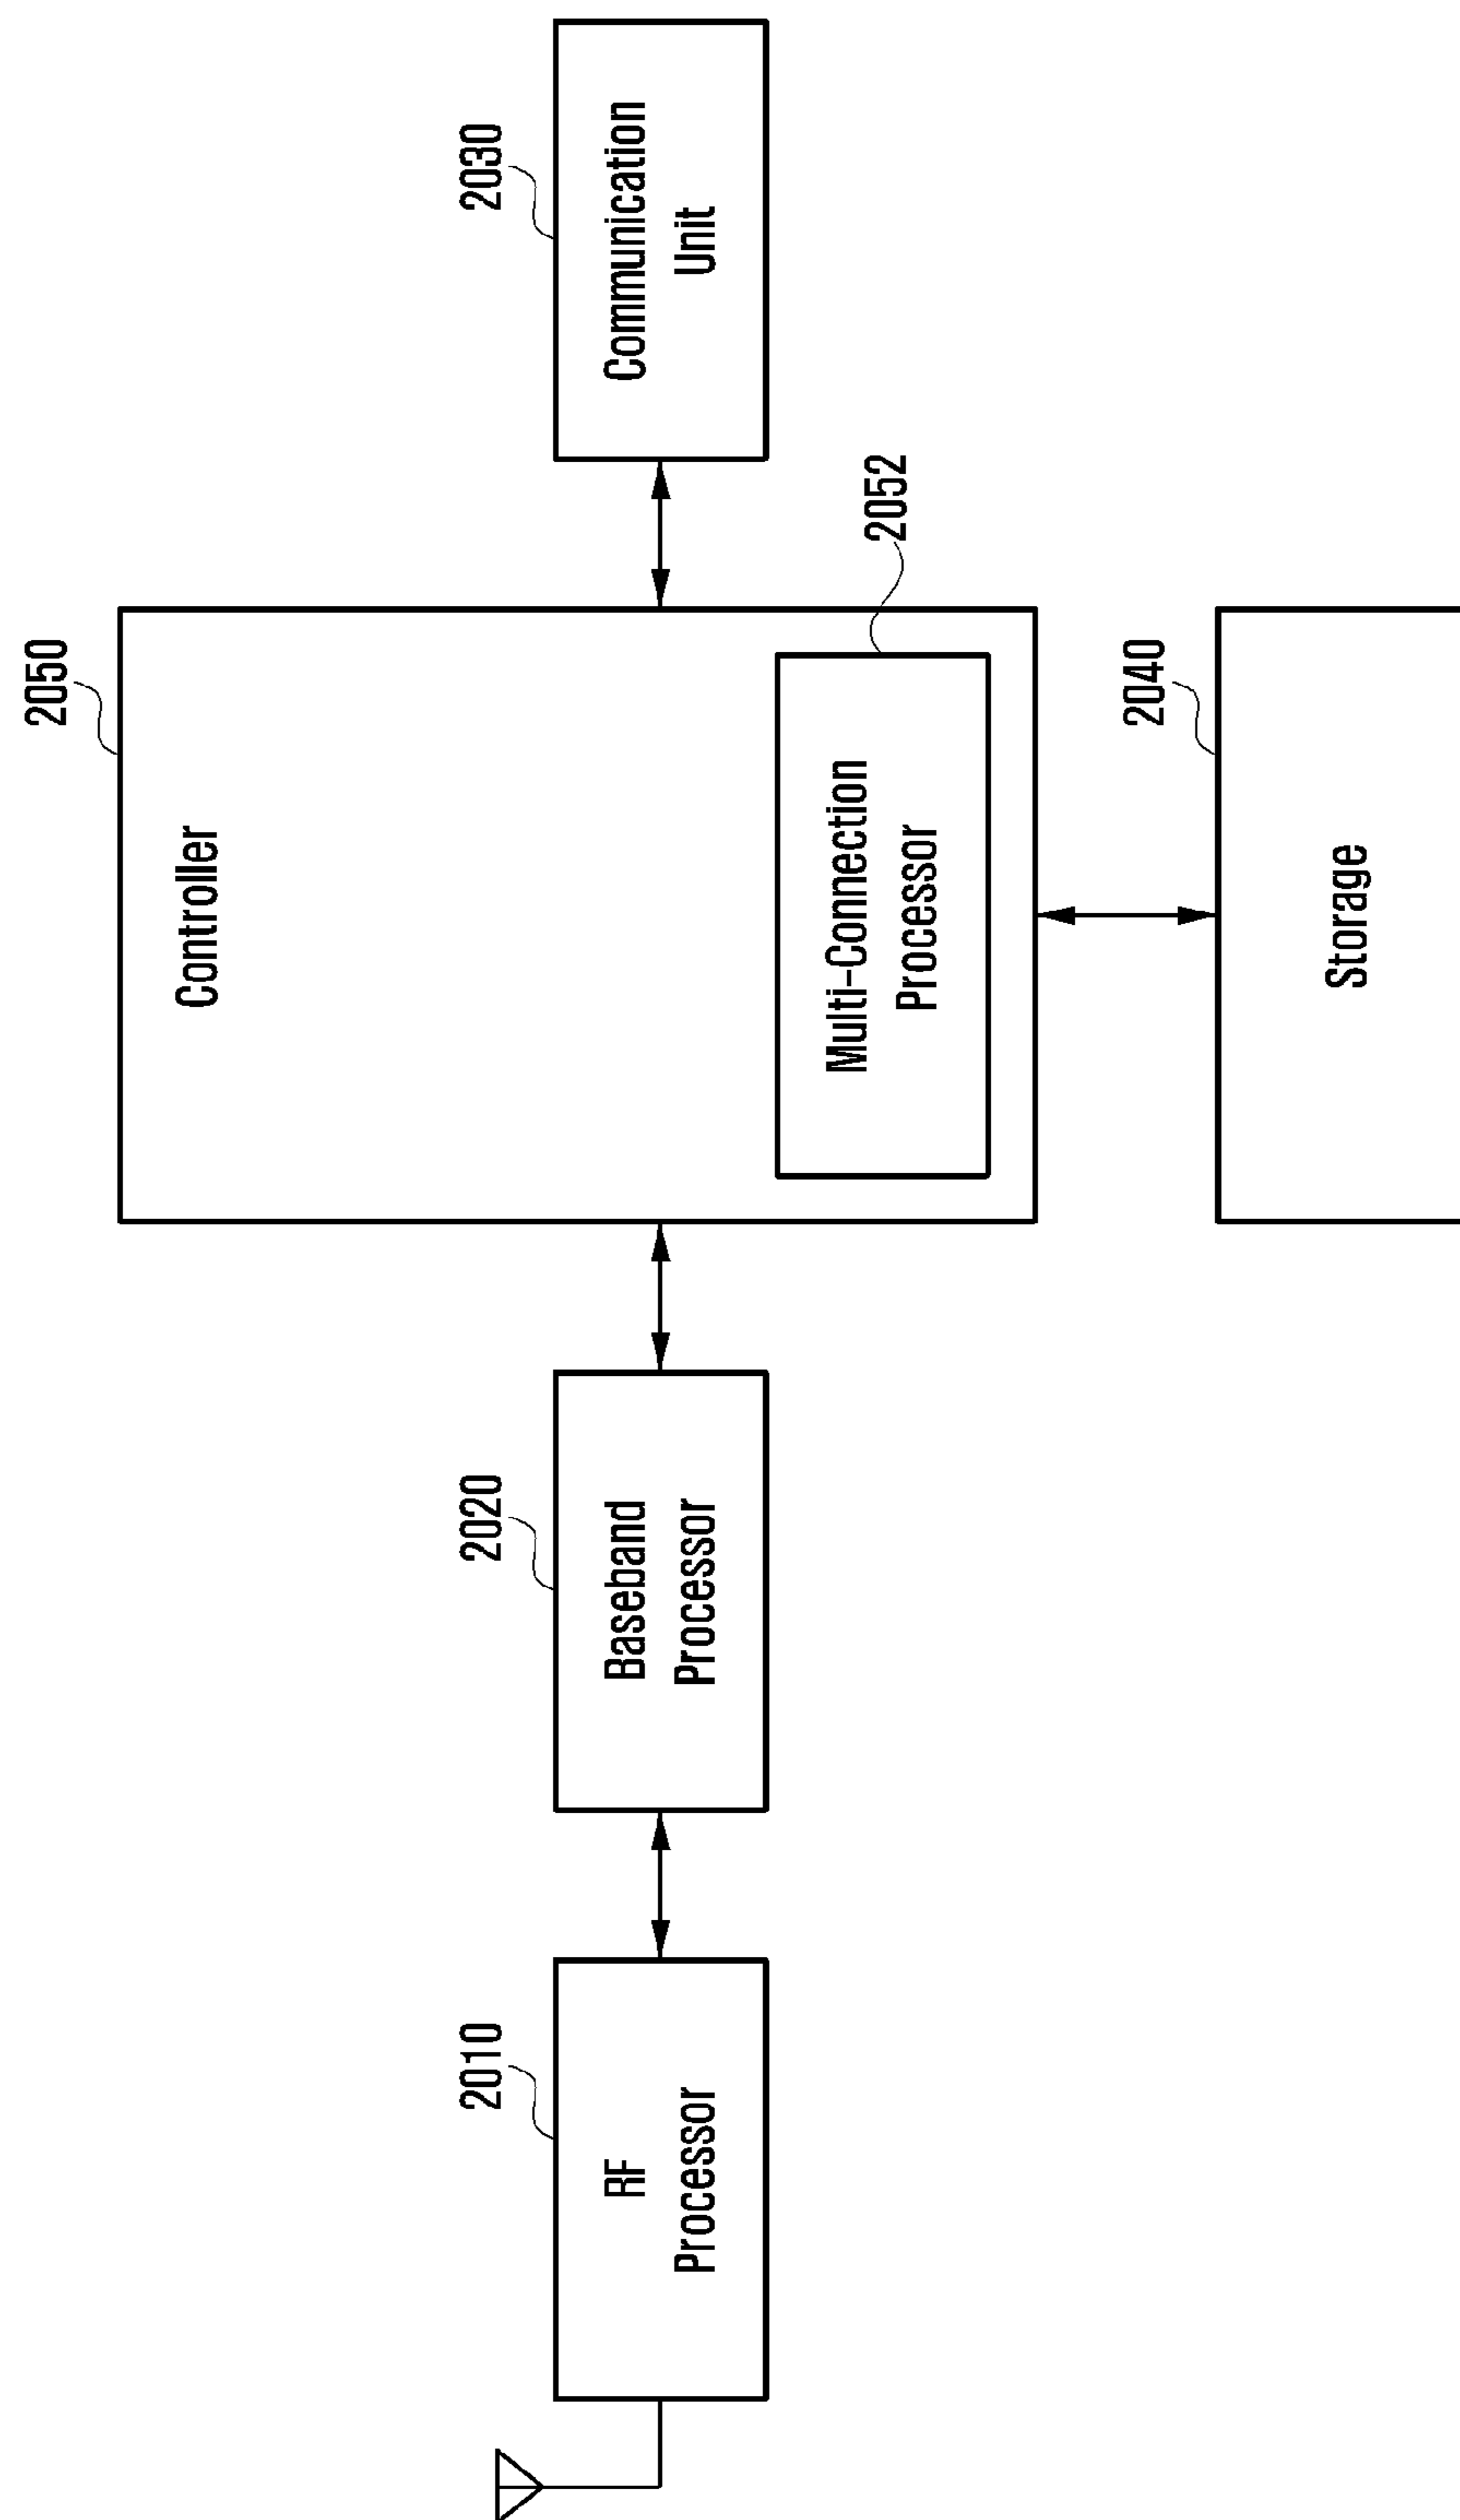 2050
Controller
2010
RF
Processor
2020
Baseband
Processor
2030
Communication
Unit
2052
Multi-Connection
Processor
2040
Storage